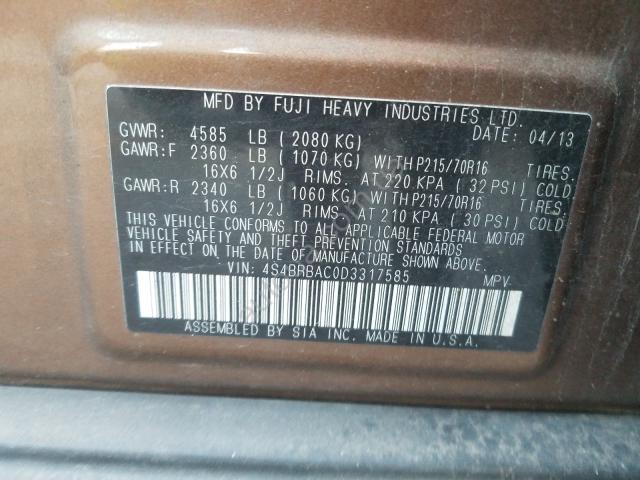 MFD BY FUJI HEAVY INDUSTRIES LTD.
DATE: 04/13
GVWR: 4585 LB ( 2080 KG)
GAWR:F 2360 LB ( 1070 KG) WITH P215/70R16 TIRES.
16X6 1/2J RIMS. AT 220 KPA ( 32 PSI) COLD
GAWR:R 2340 LB ( 1060 KG) WITH P215/70R16 TIRES.
16X6 1/2J RIMS. AT 210 KPA ( 30 PSI) COLD
THIS VEHICLE CONFORMS TO ALL APPLICABLE FEDERAL MOTOR
VEHICLE SAFETY AND THEFT PREVENTION STANDARDS
IN EFFECT ON THE DATE OF MANUFACTURE SHOWN ABOVE.
VIN: 4S4BRBAC0D3317585 MPV
ASSEMBLED BY SIA INC. MADE IN U.S.A.